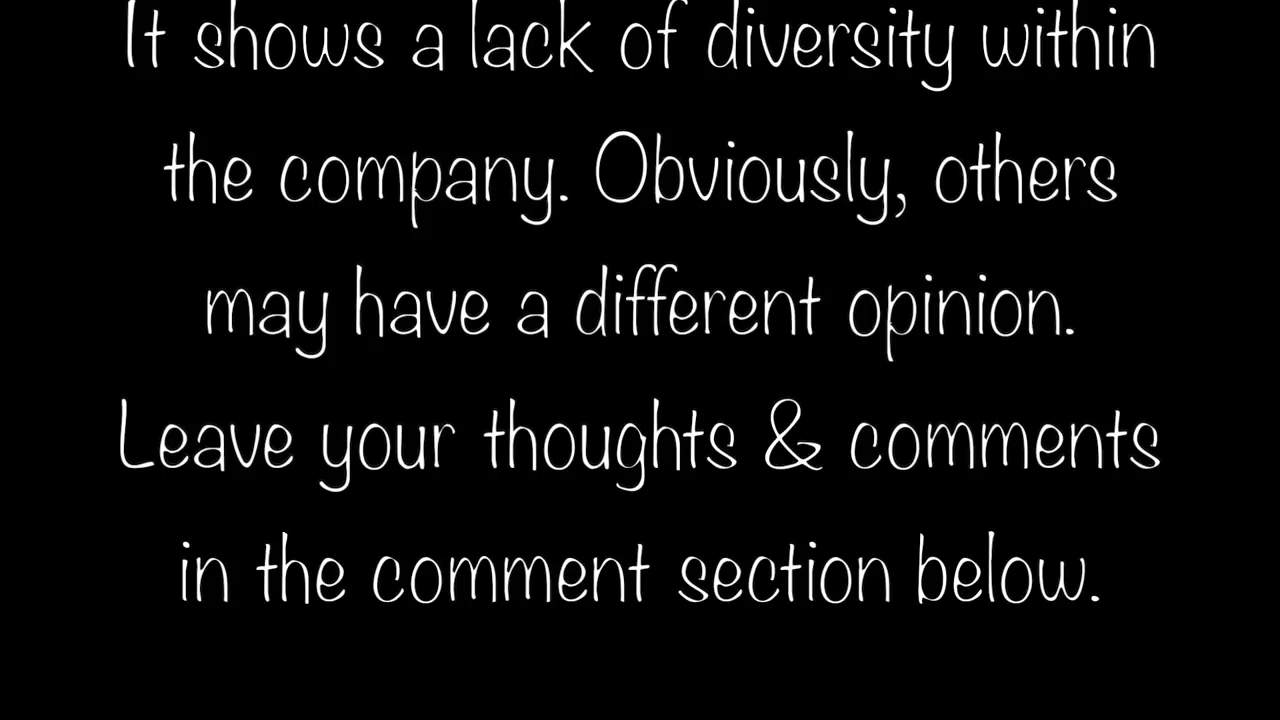 It shows a lack of diversity within
the company. Obviously, others
may have a different opinion.
Leave your thoughts & comments
in the comment section below.